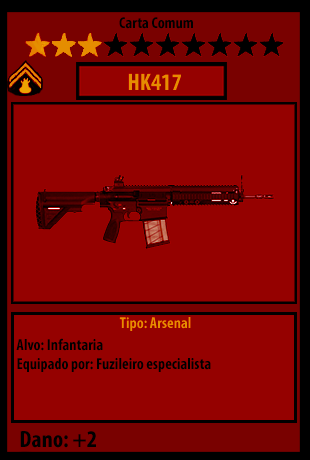 Carta Comum
HK417
Tipo: Arsenal
Alvo: Infantaria
Equipado por: Fuzileiro especialista
Dano: +2